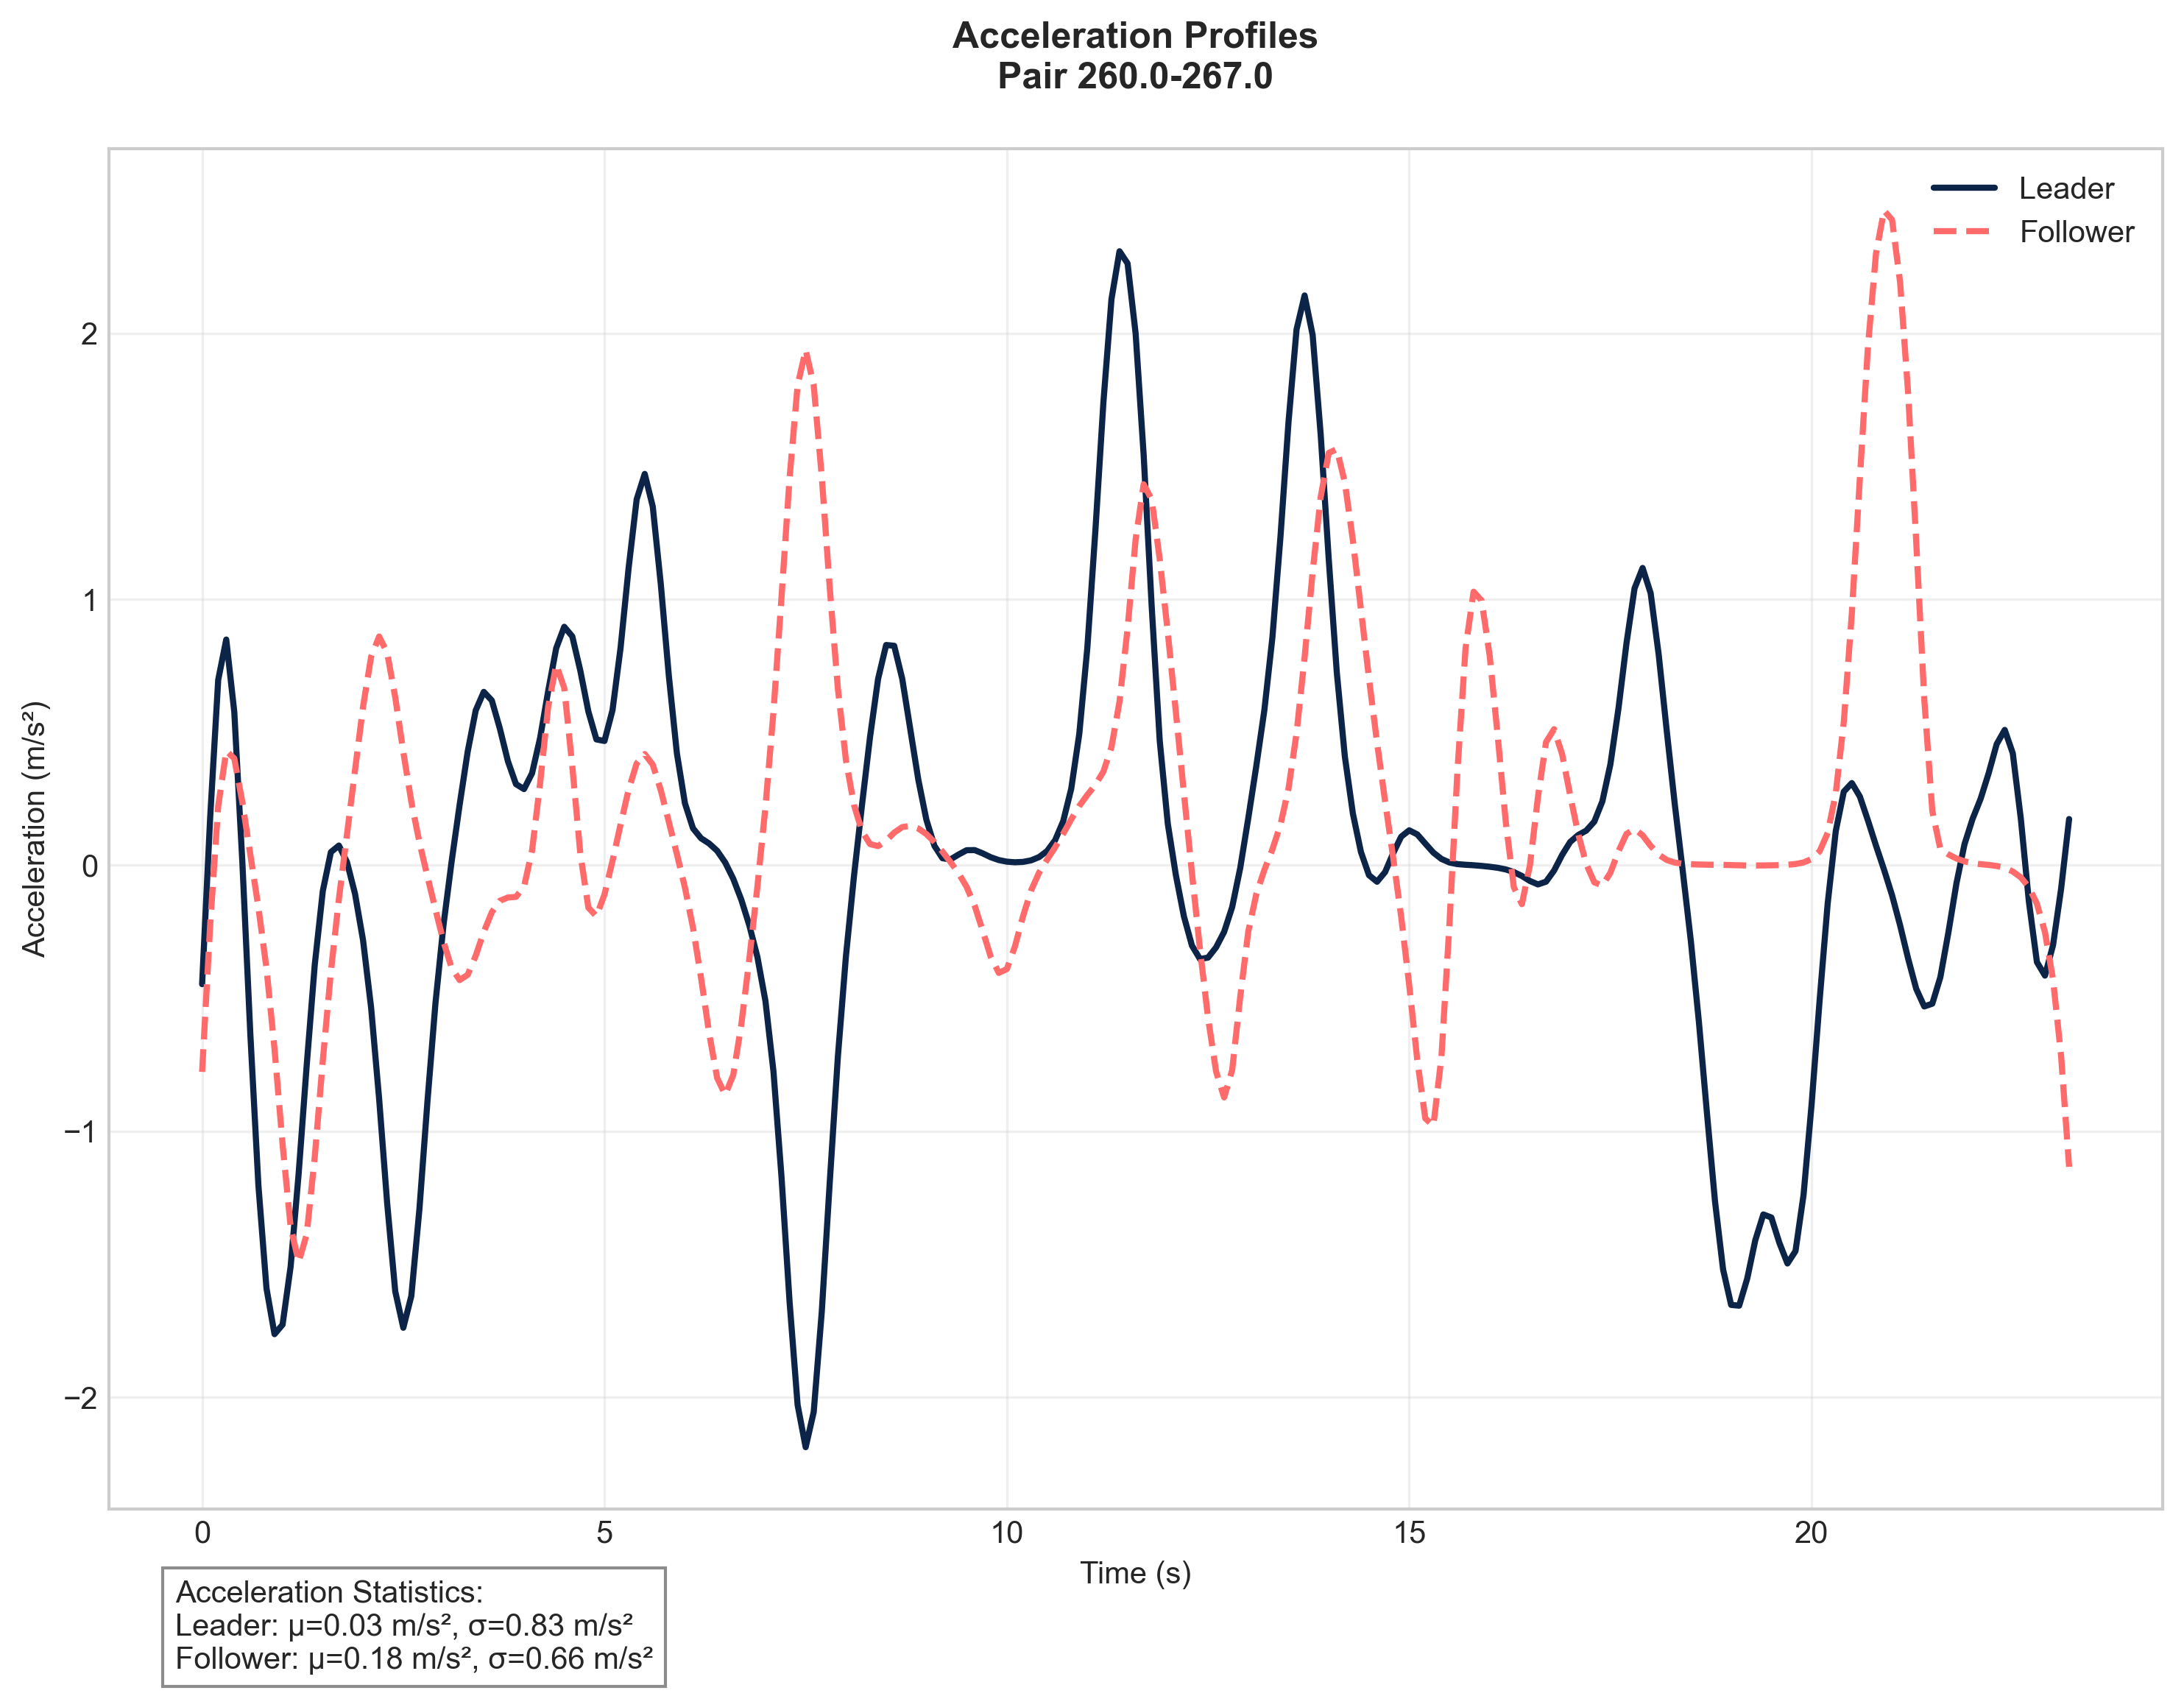 Acceleration Profiles
Pair 260.0-267.0
Leader
Follower
Acceleration (m/s²)
2
1
0
−1
−2
0
5
10
15
20
Time (s)
Acceleration Statistics:
Leader: μ=0.03 m/s², σ=0.83 m/s²
Follower: μ=0.18 m/s², σ=0.66 m/s²